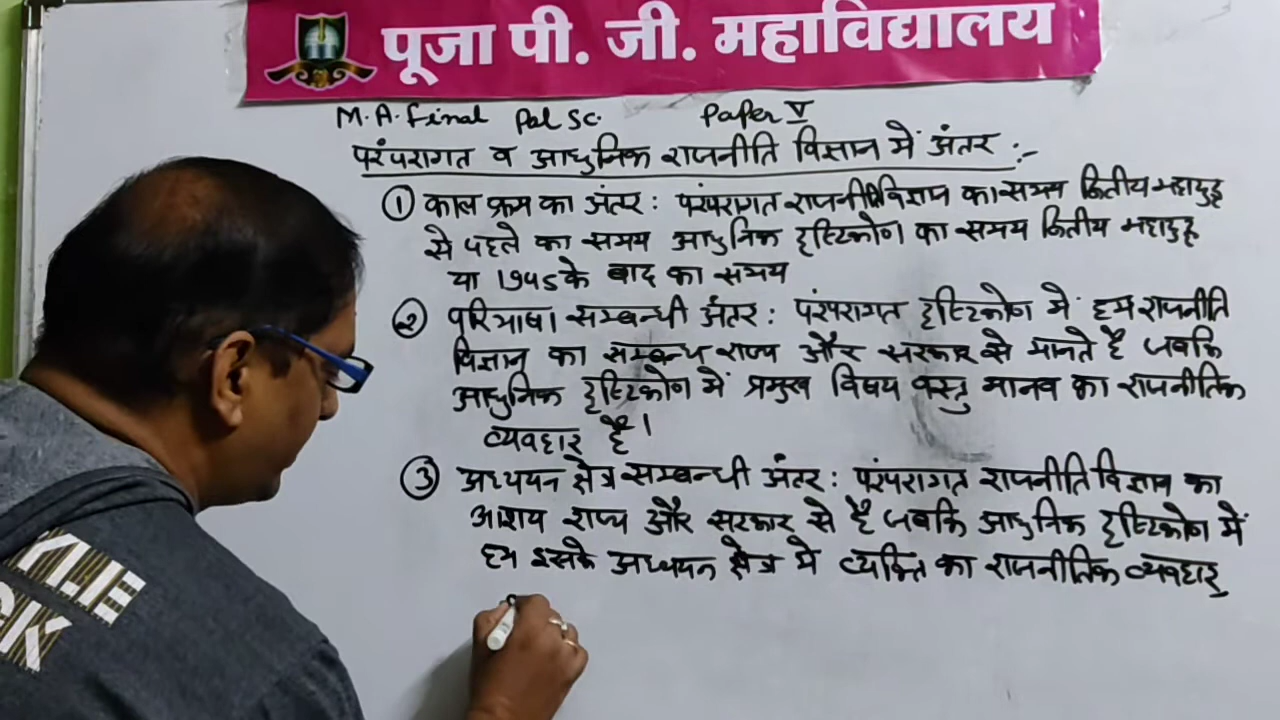 पूजा पी. जी. महाविद्यालय
M.A. Final Pol Sc. Paper V
परंपरागत व आधुनिक राजनीति विज्ञान में अंतर :-
① काल क्रम का अंतर : परंपरागत राजनीति विज्ञान का समय द्वितीय महायुद्ध
से पहले का समय आधुनिक दृष्टिकोण का समय द्वितीय महायुद्ध
या 1945 के बाद का समय
② परिभाषा सम्बन्धी अंतर : परंपरागत दृष्टिकोण में हम राजनीति
विज्ञान का सम्बन्ध राज्य और सरकार से मानते है जबकि
आधुनिक दृष्टिकोण में प्रमुख विषय वस्तु मानव का राजनीतिक
व्यवहार है।
③ अध्ययन क्षेत्र सम्बन्धी अंतर : परंपरागत राजनीति विज्ञान का
आशय राज्य और सरकार से है जबकि आधुनिक दृष्टिकोण में
हम इसके अध्ययन क्षेत्र मे व्यक्ति का राजनीतिक व्यवहार